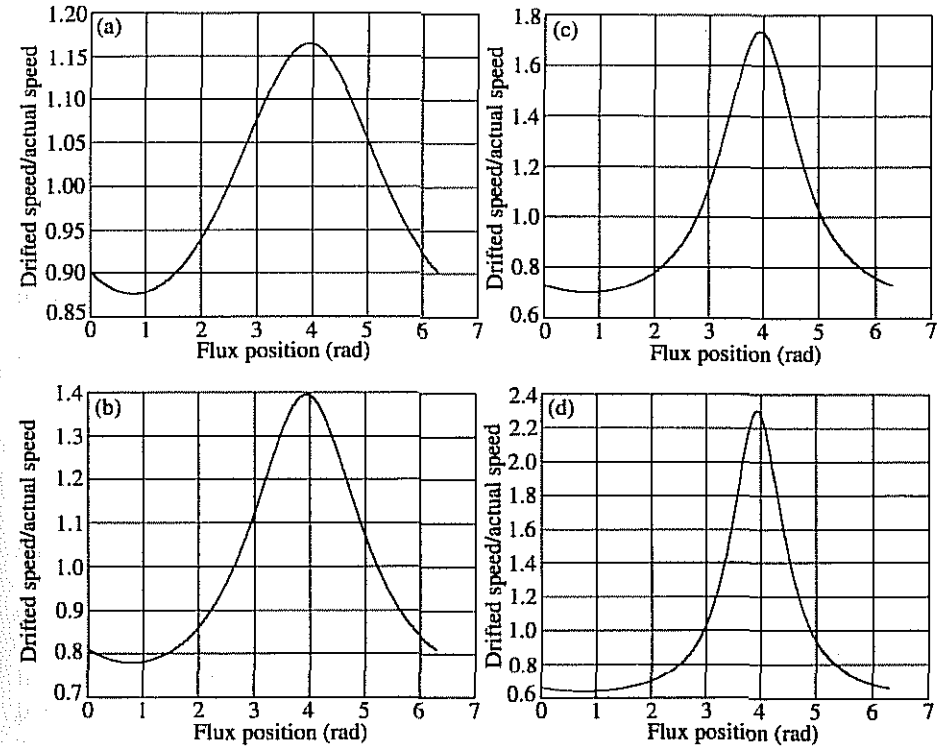 (a)
Drifted speed/actual speed
1.20
1.15
1.10
1.05
1.00
0.95
0.90
0.85
0 1 2 3 4 5 6 7
Flux position (rad)
(c)
Drifted speed/actual speed
1.8
1.6
1.4
1.2
1.0
0.8
0.6
0 1 2 3 4 5 6 7
Flux position (rad)
(b)
Drifted speed/actual speed
1.4
1.3
1.2
1.1
1.0
0.9
0.8
0.7
0 1 2 3 4 5 6 7
Flux position (rad)
(d)
Drifted speed/actual speed
2.4
2.2
2.0
1.8
1.6
1.4
1.2
1.0
0.8
0.6
0 1 2 3 4 5 6 7
Flux position (rad)